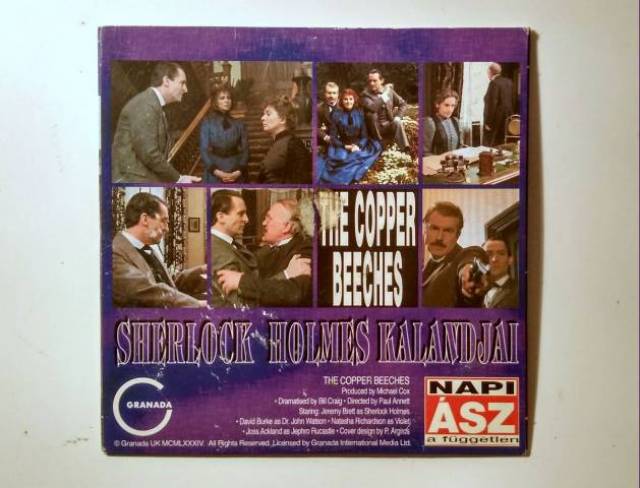 THE COPPER
BEECHES
SHERLOCK HOLMES KALANDJAI
THE COPPER BEECHES
Produced by Michael Cox
• Dramatised by Bill Craig • Directed by Paul Annett
Staring: Jeremy Brett as Sherlock Holmes
• David Burke as Dr. John Watson • Natasha Richardson as Violet
• Joss Ackland as Jephro Rucastle • Cover design by P. Argirós
© Granada UK MCMLXXXIV. All Rights Reserved. Licensed by Granada International Media Ltd.
GRANADA
NAPI
ÁSZ
a független